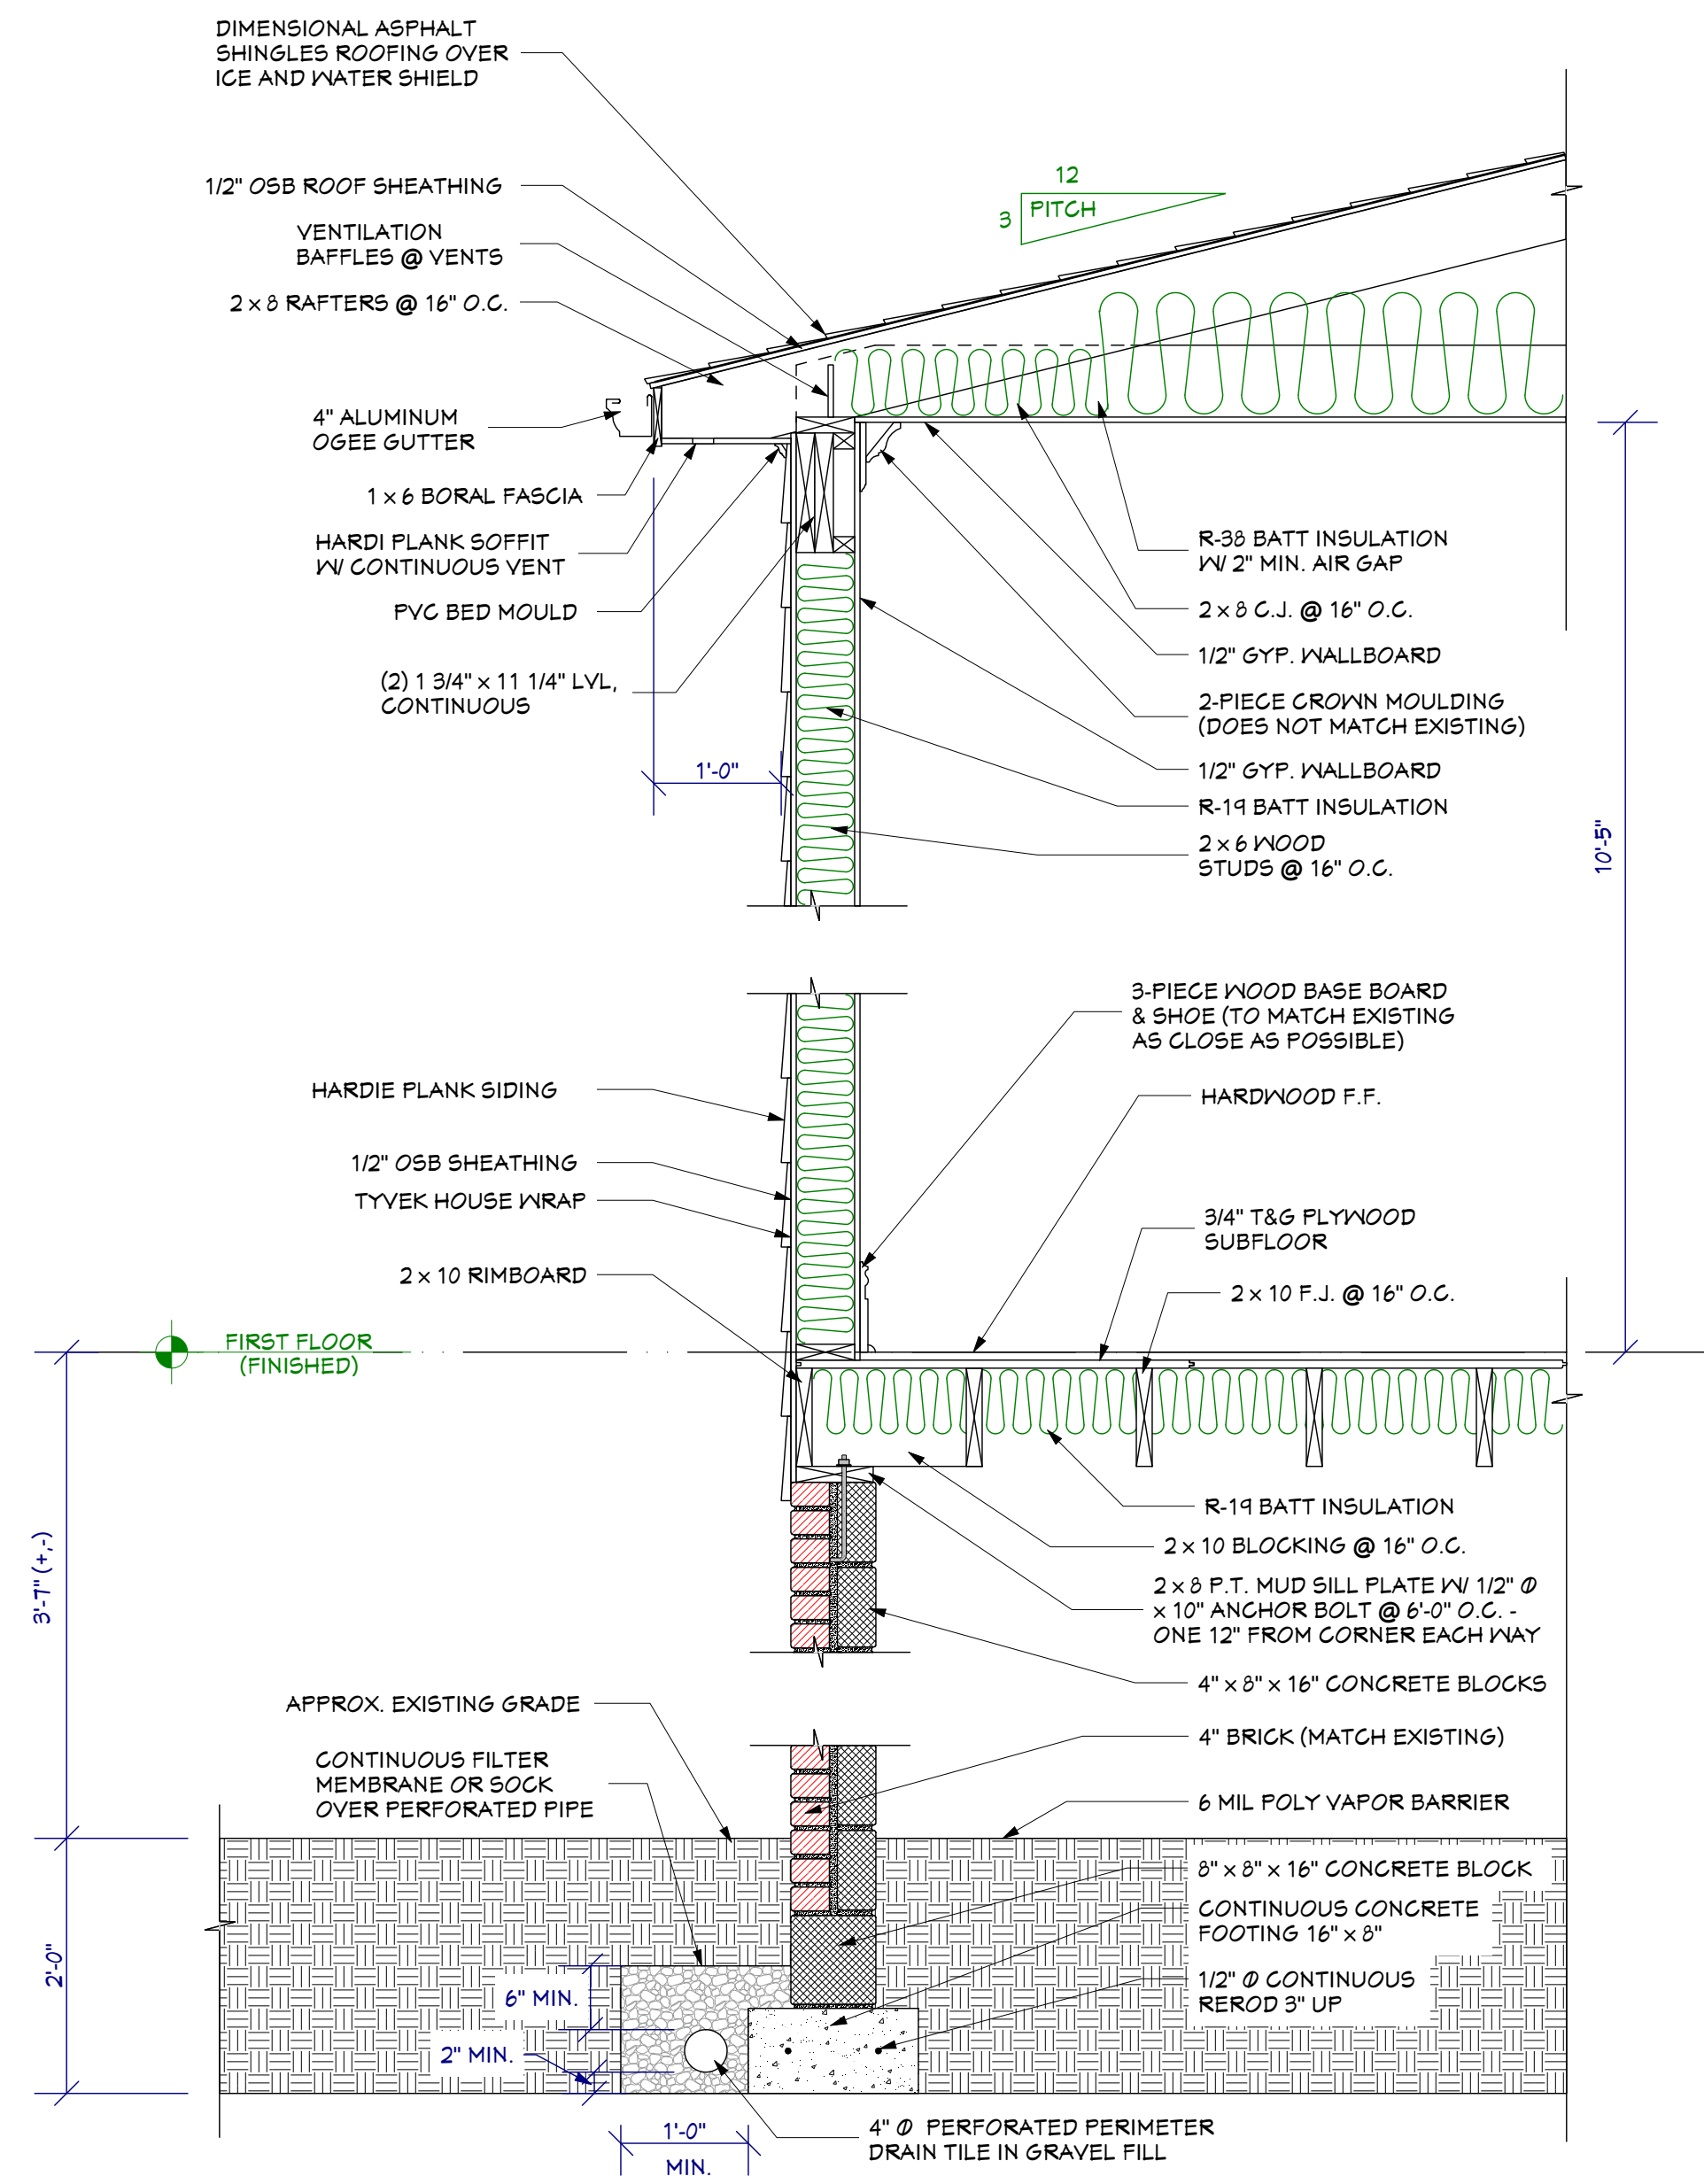 DIMENSIONAL ASPHALT
SHINGLES ROOFING OVER
ICE AND WATER SHIELD
1/2" OSB ROOF SHEATHING
VENTILATION
BAFFLES @ VENTS
2 x 8 RAFTERS @ 16" O.C.
12
3
PITCH
4" ALUMINUM
OGEE GUTTER
1 x 6 BORAL FASCIA
HARDI PLANK SOFFIT
W/ CONTINUOUS VENT
PVC BED MOULD
(2) 1 3/4" x 11 1/4" LVL,
CONTINUOUS
1'-0"
R-38 BATT INSULATION
W/ 2" MIN. AIR GAP
2 x 8 C.J. @ 16" O.C.
1/2" GYP. WALLBOARD
2-PIECE CROWN MOULDING
(DOES NOT MATCH EXISTING)
1/2" GYP. WALLBOARD
R-19 BATT INSULATION
2 x 6 WOOD
STUDS @ 16" O.C.
10'-5"
3-PIECE WOOD BASE BOARD
& SHOE (TO MATCH EXISTING
AS CLOSE AS POSSIBLE)
HARDWOOD F.F.
3/4" T&G PLYWOOD
SUBFLOOR
2 x 10 F.J. @ 16" O.C.
HARDIE PLANK SIDING
1/2" OSB SHEATHING
TYVEK HOUSE WRAP
2 x 10 RIMBOARD
FIRST FLOOR
(FINISHED)
3'-7" (+,-)
R-19 BATT INSULATION
2 x 10 BLOCKING @ 16" O.C.
2 x 8 P.T. MUD SILL PLATE W/ 1/2" Ø
x 10" ANCHOR BOLT @ 6'-0" O.C. -
ONE 12" FROM CORNER EACH WAY
4" x 8" x 16" CONCRETE BLOCKS
4" BRICK (MATCH EXISTING)
6 MIL POLY VAPOR BARRIER
8" x 8" x 16" CONCRETE BLOCK
CONTINUOUS CONCRETE
FOOTING 16" x 8"
1/2" Ø CONTINUOUS
REROD 3" UP
APPROX. EXISTING GRADE
CONTINUOUS FILTER
MEMBRANE OR SOCK
OVER PERFORATED PIPE
2'-0"
6" MIN.
2" MIN.
1'-0"
MIN.
4" Ø PERFORATED PERIMETER
DRAIN TILE IN GRAVEL FILL